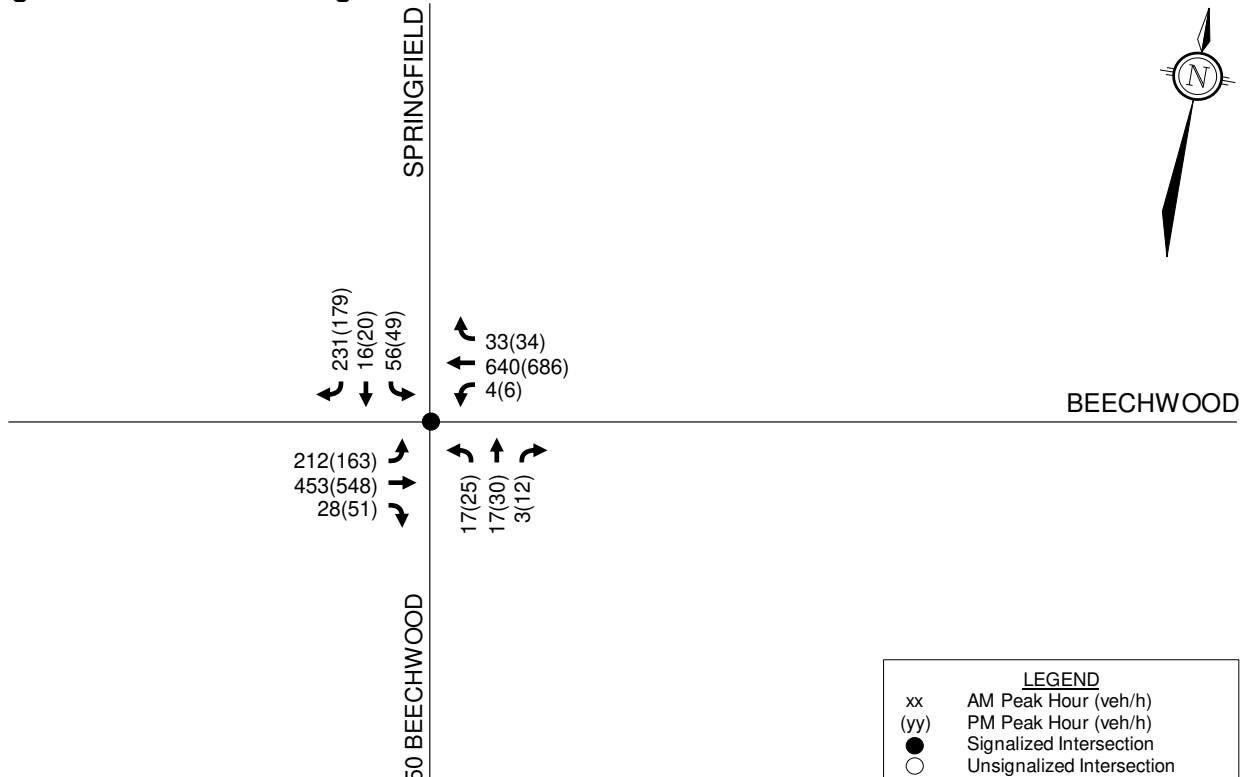 SPRINGFIELD
N
231(179)
16(20)
56(49)
33(34)
640(686)
4(6)
BEECHWOOD
212(163)
453(548)
28(51)
17(25)
17(30)
3(12)
50 BEECHWOOD
LEGEND
xx AM Peak Hour (veh/h)
(yy) PM Peak Hour (veh/h)
Signalized Intersection
Unsignalized Intersection